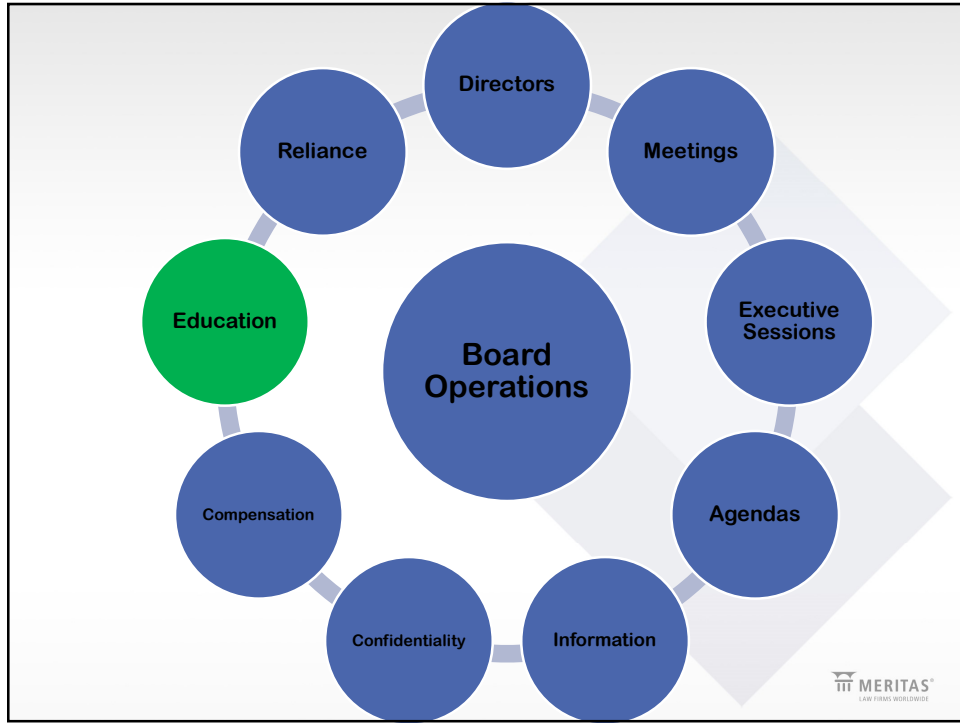 Directors
Meetings
Executive
Sessions
Agendas
Information
Confidentiality
Compensation
Education
Reliance
Board
Operations
MERITAS®
LAW FIRMS WORLDWIDE